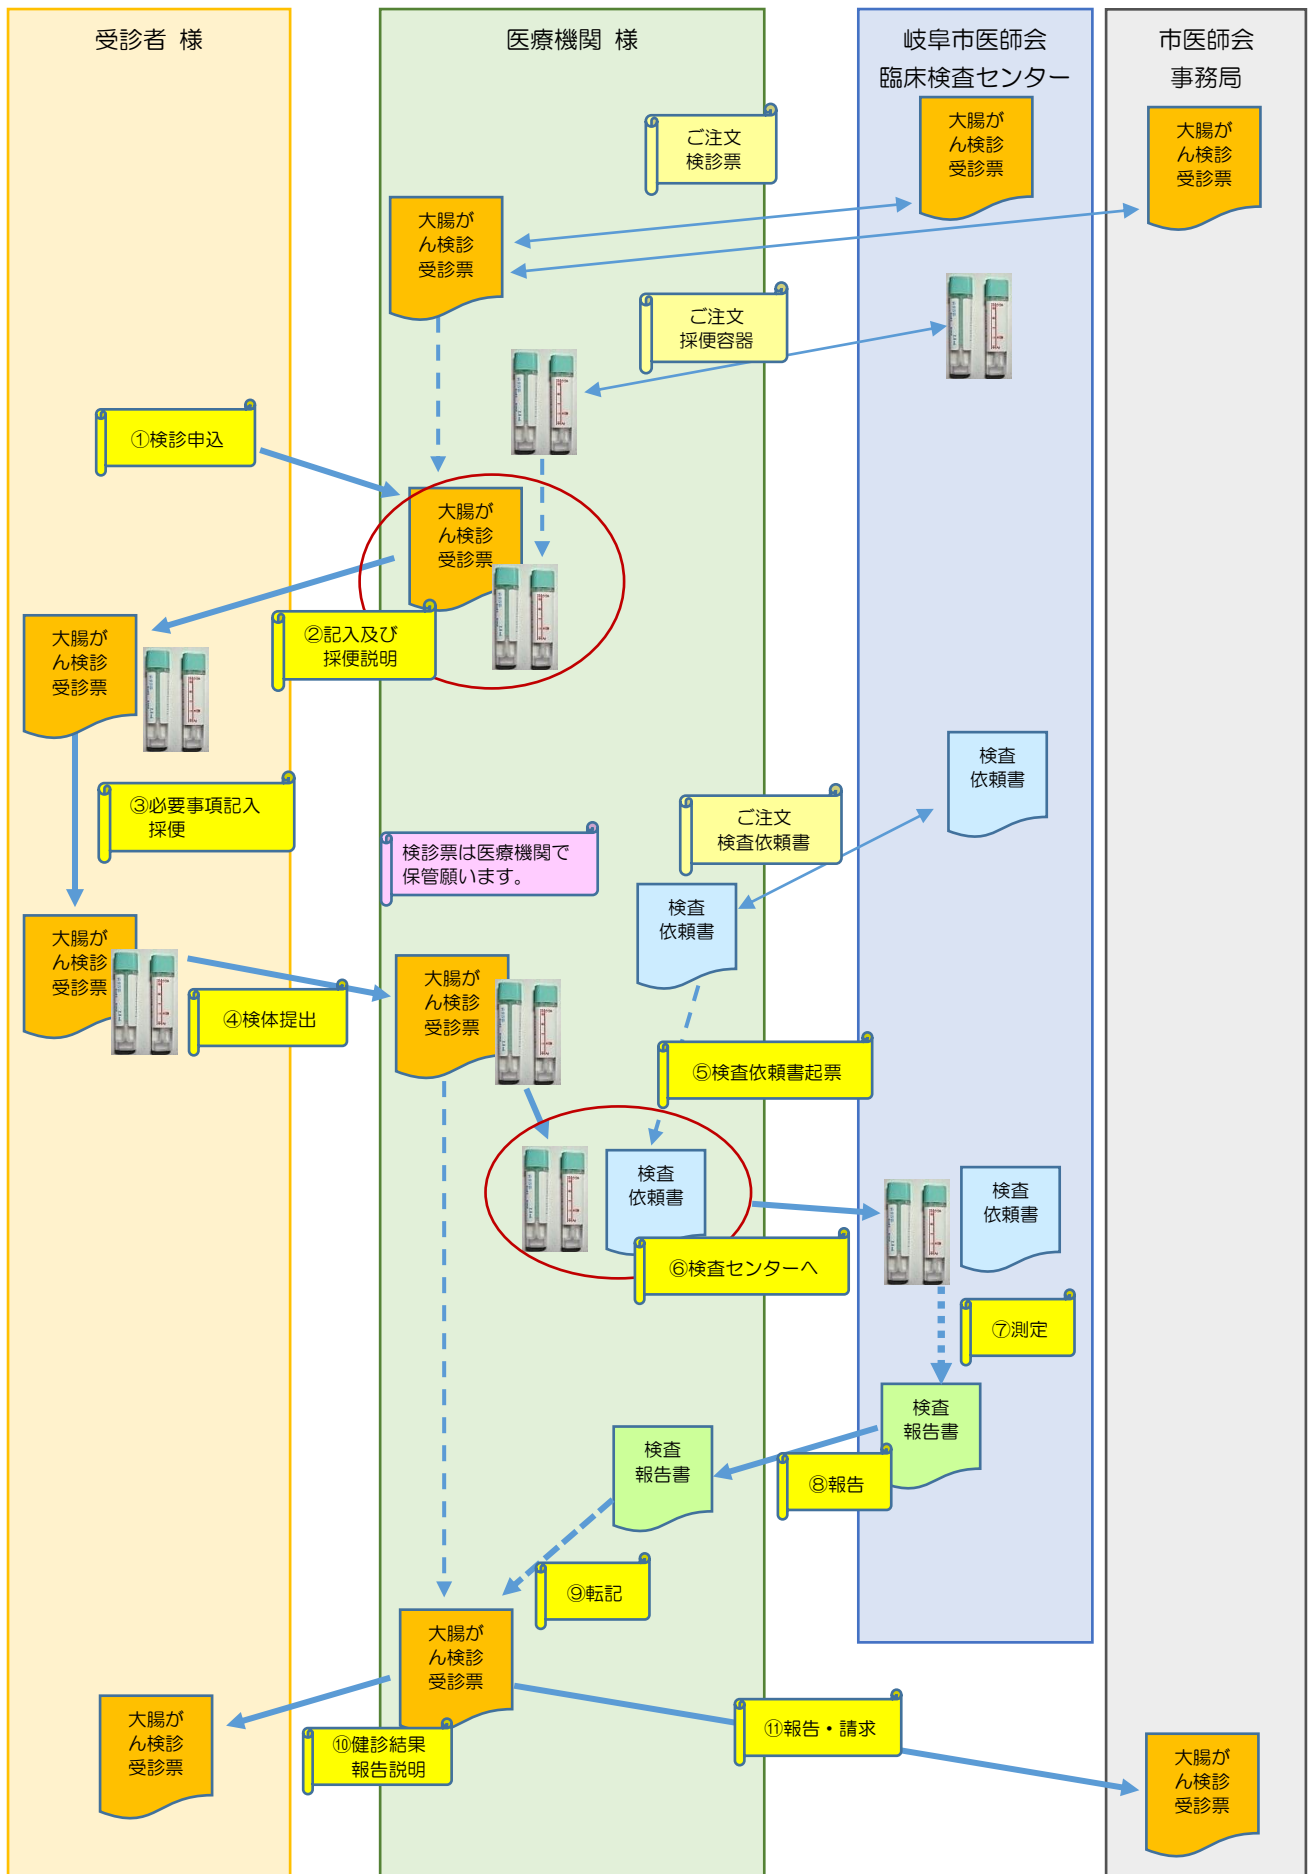 受診者 様
医療機関 様
岐阜市医師会
臨床検査センター
市医師会
事務局
ご注文
検診票
大腸が
ん検診
受診票
大腸が
ん検診
受診票
大腸が
ん検診
受診票
ご注文
採便容器
①検診申込
大腸が
ん検診
受診票
②記入及び
採便説明
大腸が
ん検診
受診票
③必要事項記入
採便
検査
依頼書
ご注文
検査依頼書
検診票は医療機関で
保管願います。
検査
依頼書
大腸が
ん検診
受診票
④検体提出
大腸が
ん検診
受診票
⑤検査依頼書起票
検査
依頼書
検査
依頼書
⑥検査センターへ
⑦測定
検査
報告書
検査
報告書
⑧報告
⑨転記
大腸が
ん検診
受診票
大腸が
ん検診
受診票
⑩健診結果
報告説明
⑪報告・請求
大腸が
ん検診
受診票